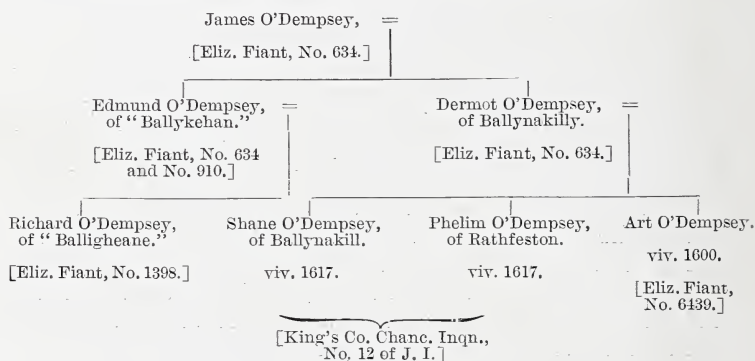 James O'Dempsey, =
[Eliz. Fiant, No. 634.]
Edmund O'Dempsey, =
of "Ballykehan."
[Eliz. Fiant, No. 634
and No. 910.]
Dermot O'Dempsey, =
of Ballynakilly.
[Eliz. Fiant, No. 634.]
Richard O'Dempsey,
of "Balligheane."
[Eliz. Fiant, No. 1398.]
Shane O'Dempsey,
of Ballynakill.
viv. 1617.
Phelim O'Dempsey,
of Rathfeston.
viv. 1617.
Art O'Dempsey.
viv. 1600.
[Eliz. Fiant,
No. 6439.]
[King's Co. Chanc. Inqn.,
No. 12 of J. I.]